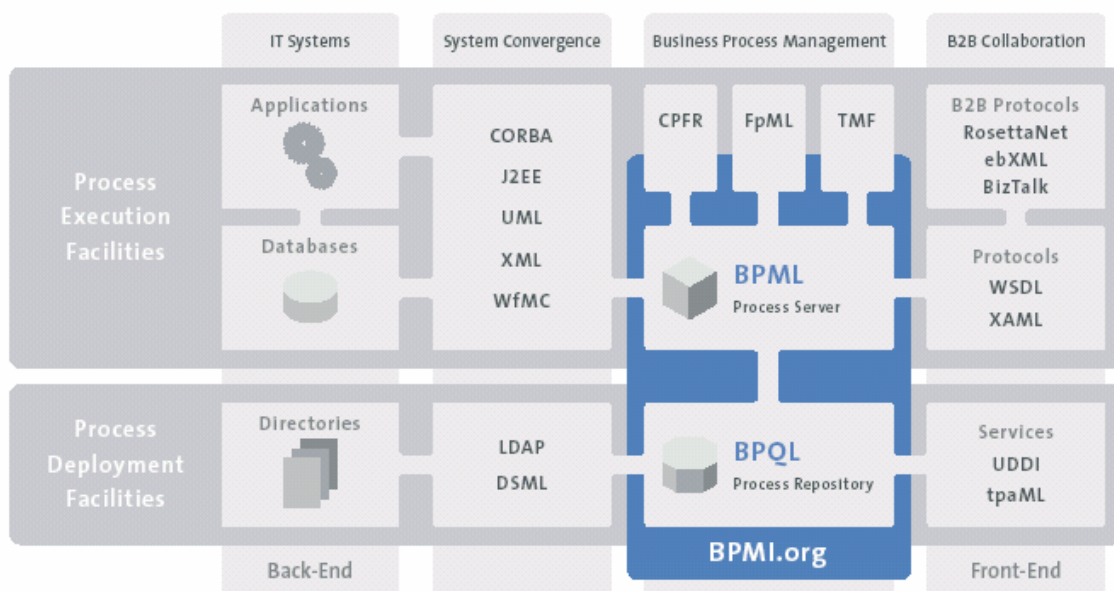 IT Systems
System Convergence
Business Process Management
B2B Collaboration
Process
Execution
Facilities
Applications
Databases
CORBA
J2EE
UML
XML
WfMC
CPFR
FpML
TMF
BPML
Process Server
B2B Protocols
RosettaNet
ebXML
BizTalk
Protocols
WSDL
XAML
Process
Deployment
Facilities
Directories
LDAP
DSML
BPQL
Process Repository
Services
UDDI
tpaML
Back-End
BPMI.org
Front-End